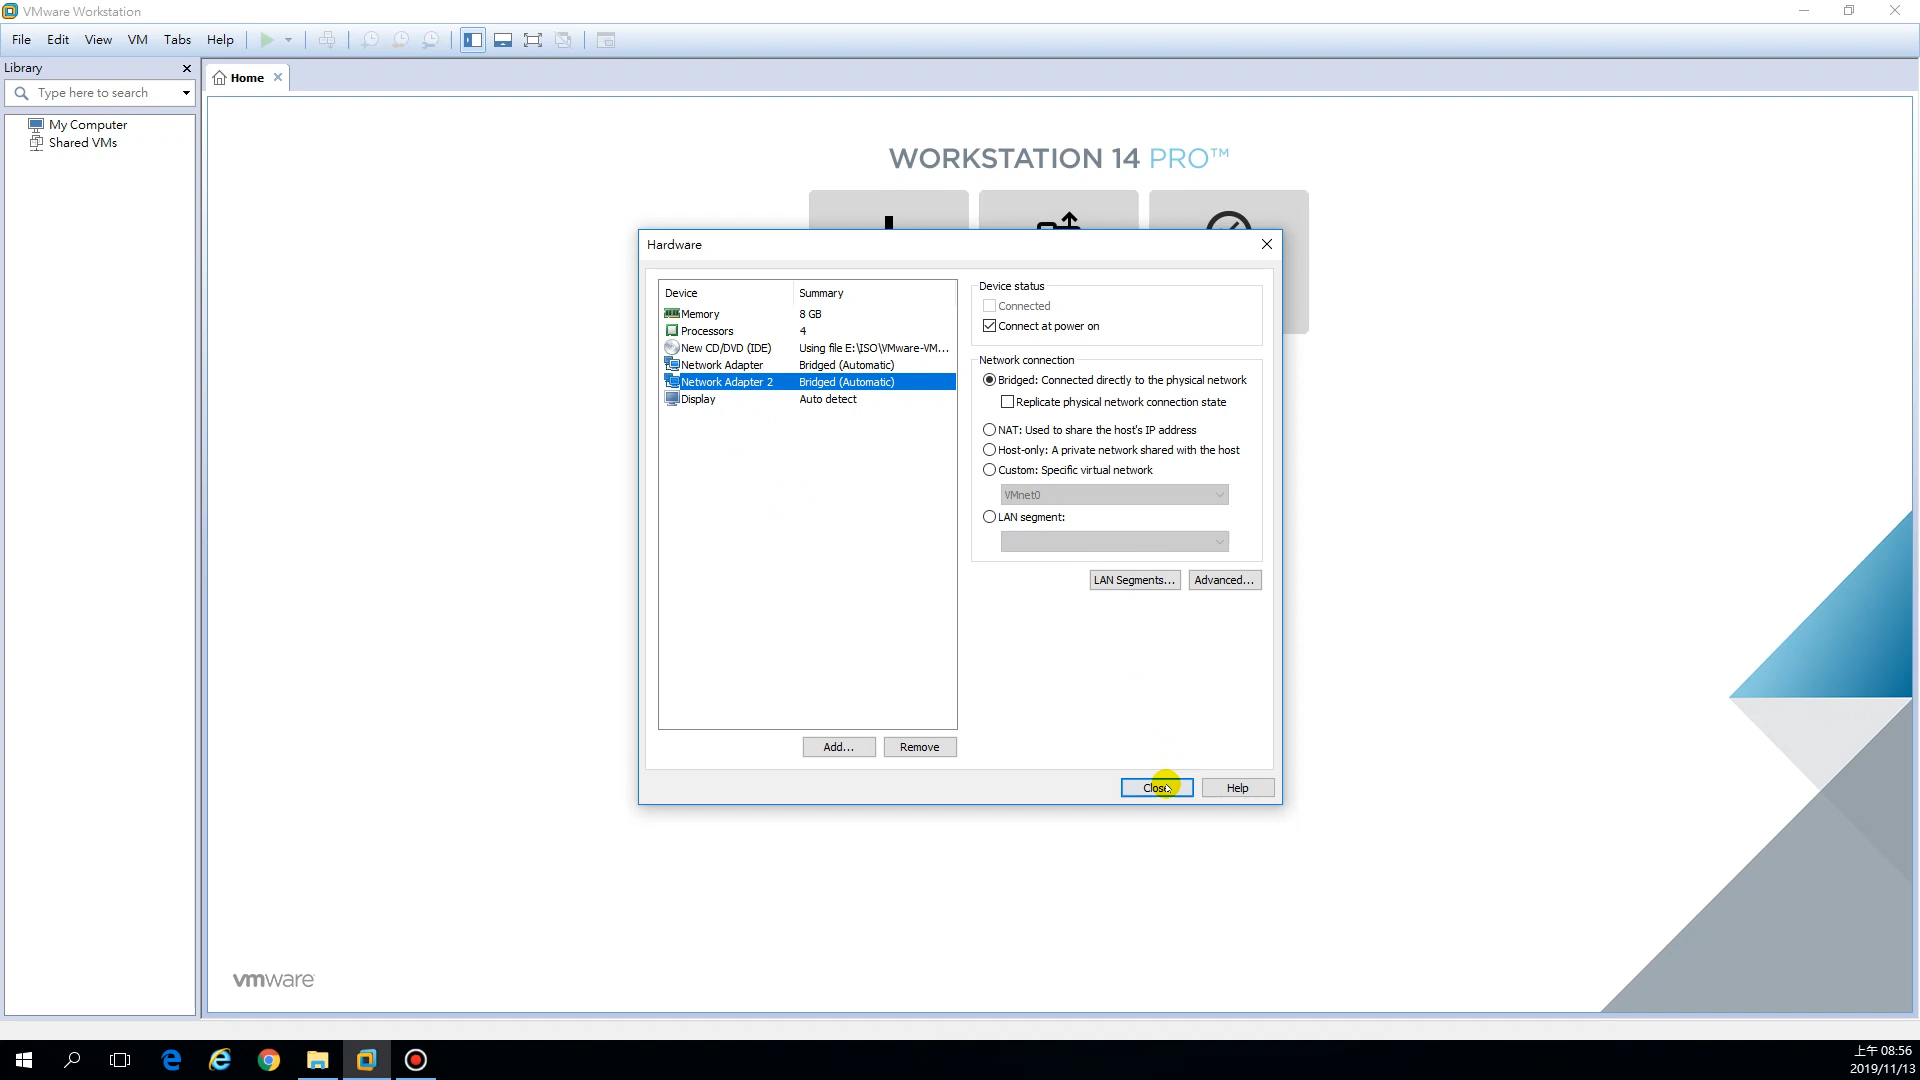 VMware Workstation
File Edit View VM Tabs Help
Library
Home
Type here to search
My Computer
Shared VMs
WORKSTATION 14 PRO™
Hardware
Device Summary
Memory 8 GB
Processors 4
New CD/DVD (IDE) Using file E:\ISO\VMware-VM...
Network Adapter Bridged (Automatic)
Network Adapter 2 Bridged (Automatic)
Display Auto detect
Add... Remove
Device status
Connected
Connect at power on
Network connection
Bridged: Connected directly to the physical network
Replicate physical network connection state
NAT: Used to share the host's IP address
Host-only: A private network shared with the host
Custom: Specific virtual network
VMnet0
LAN segment:
LAN Segments... Advanced...
Close Help
vmware
上午 08:56
2019/11/13